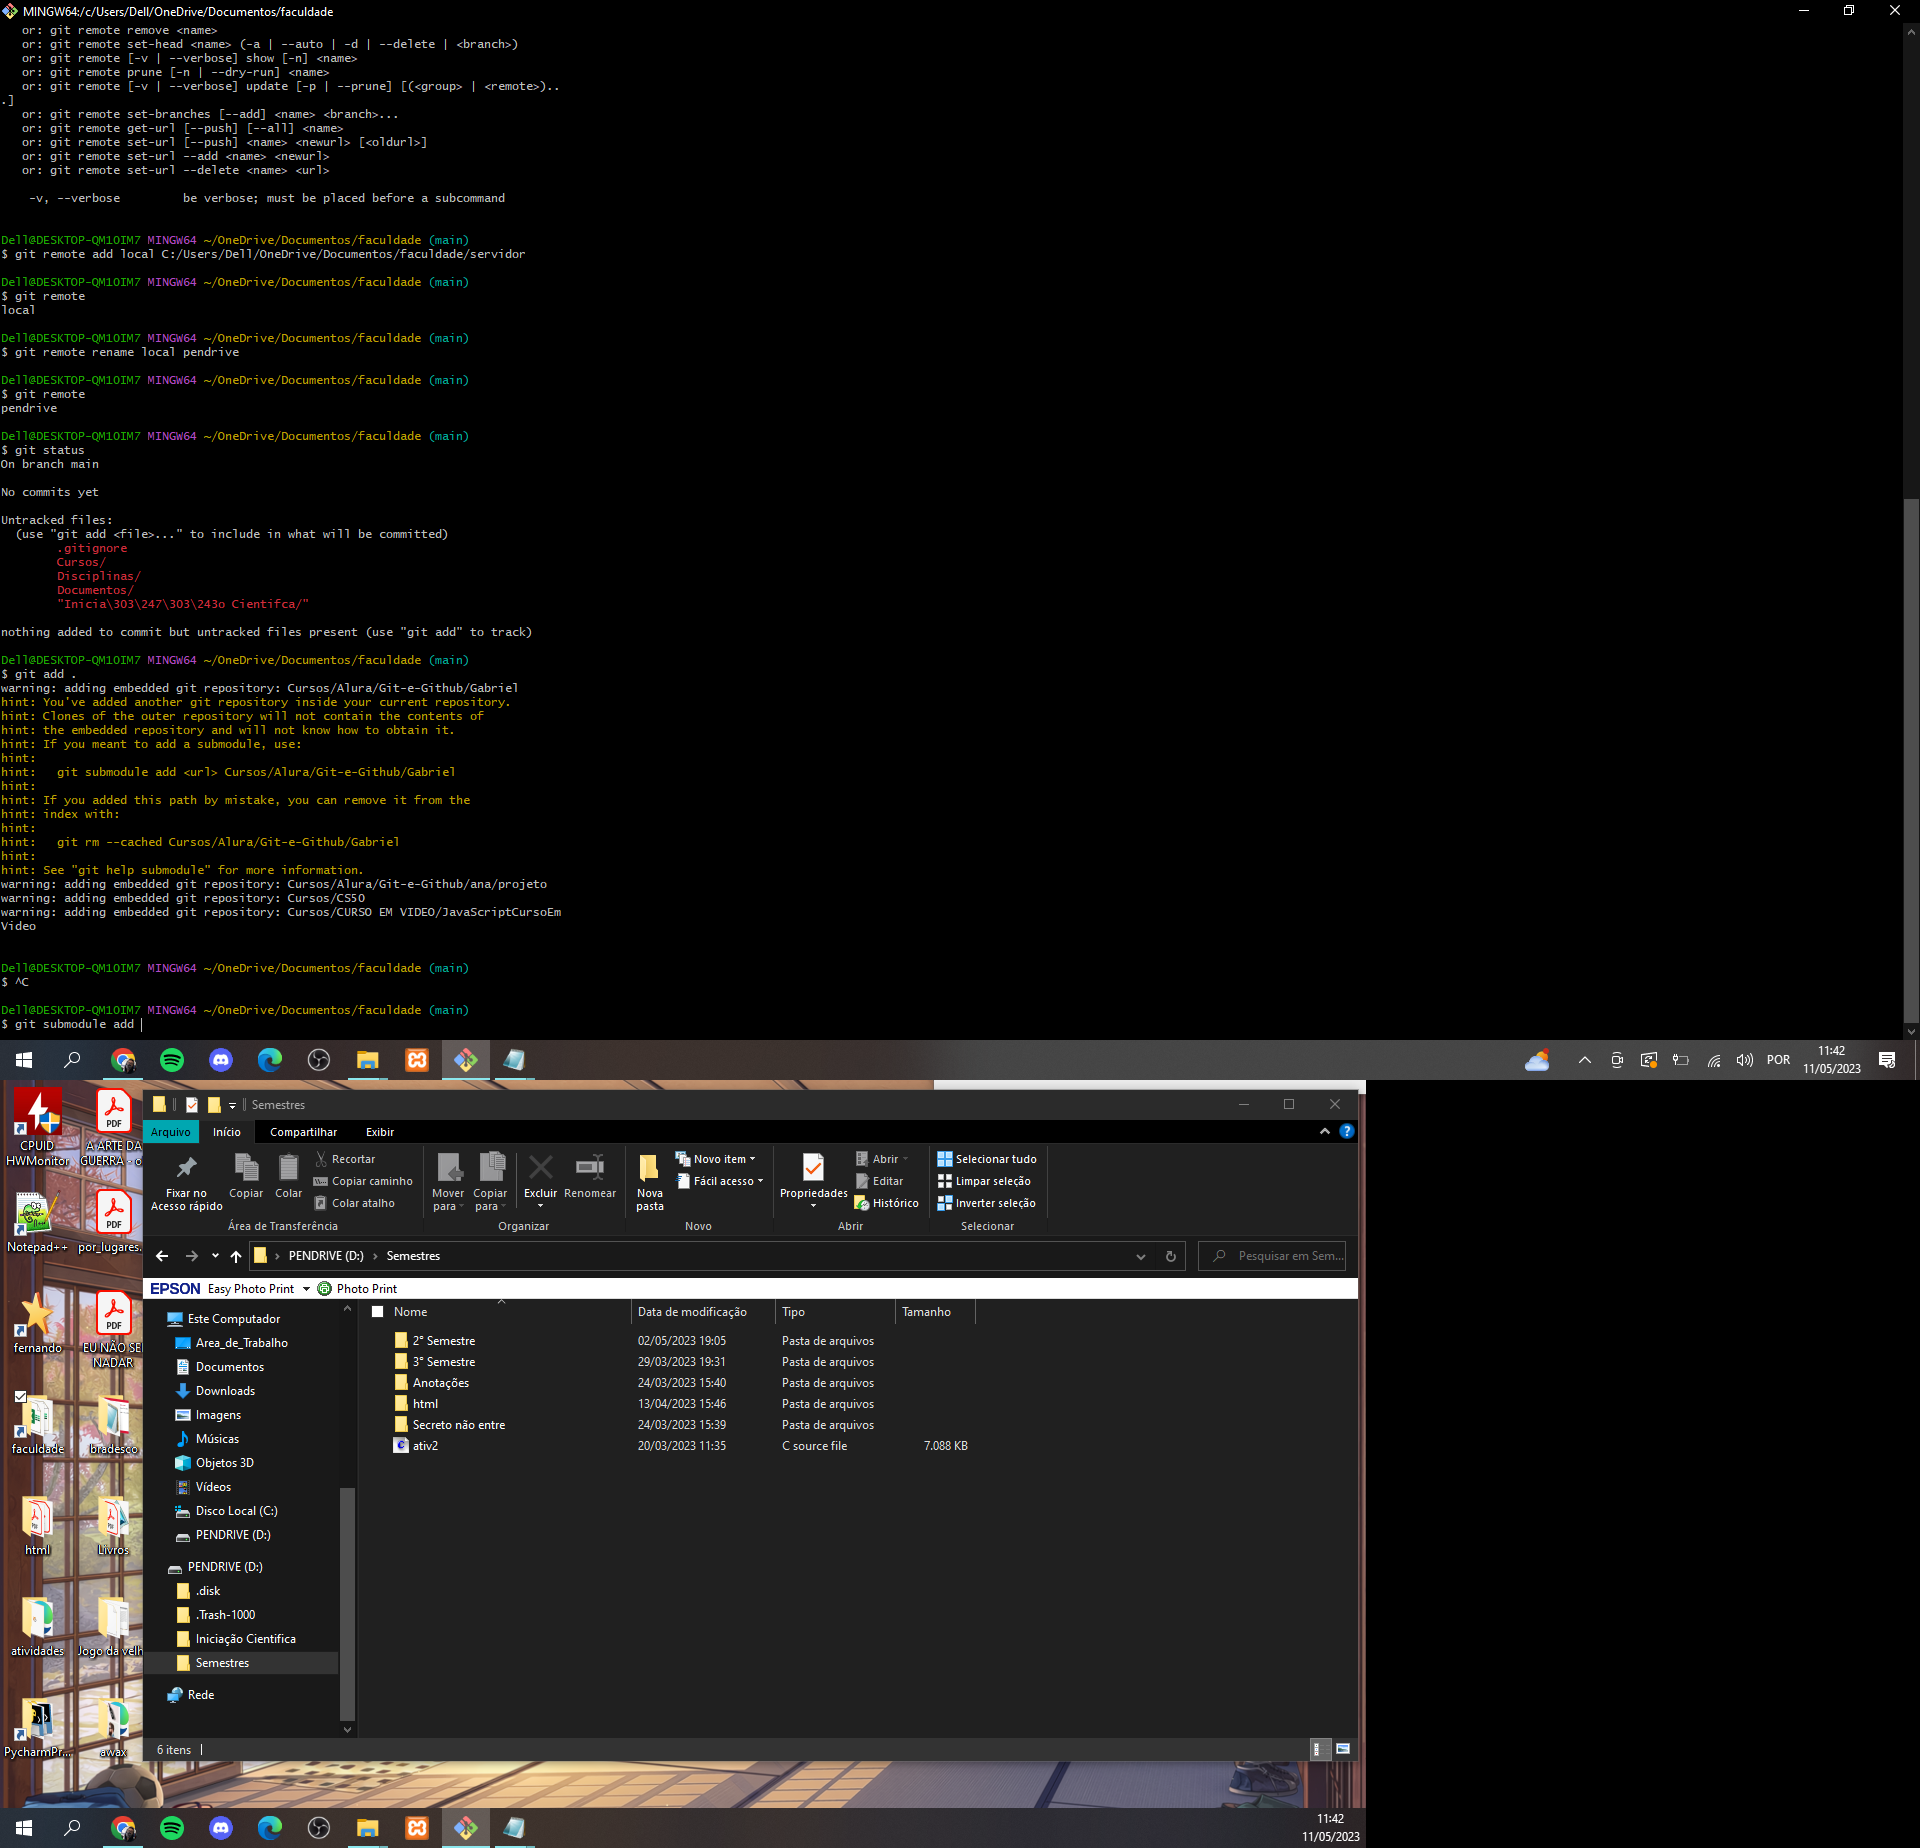 MINGW64:/c/Users/Dell/OneDrive/Documentos/faculdade
or: git remote remove <name>
or: git remote set-head <name> (-a | --auto | -d | --delete | <branch>)
or: git remote [-v | --verbose] show [-n] <name>
or: git remote prune [-n | --dry-run] <name>
or: git remote [-v | --verbose] update [-p | --prune] [(<group> | <remote>)..
.]
or: git remote set-branches [--add] <name> <branch>...
or: git remote get-url [--push] [--all] <name>
or: git remote set-url [--push] <name> <newurl> [<oldurl>]
or: git remote set-url --add <name> <newurl>
or: git remote set-url --delete <name> <url>
-v, --verbose be verbose; must be placed before a subcommand
Dell@DESKTOP-QM1OIM7 MINGW64 ~/OneDrive/Documentos/faculdade (main)
$ git remote add local C:/Users/Dell/OneDrive/Documentos/faculdade/servidor
Dell@DESKTOP-QM1OIM7 MINGW64 ~/OneDrive/Documentos/faculdade (main)
$ git remote
local
Dell@DESKTOP-QM1OIM7 MINGW64 ~/OneDrive/Documentos/faculdade (main)
$ git remote rename local pendrive
Dell@DESKTOP-QM1OIM7 MINGW64 ~/OneDrive/Documentos/faculdade (main)
$ git remote
pendrive
Dell@DESKTOP-QM1OIM7 MINGW64 ~/OneDrive/Documentos/faculdade (main)
$ git status
On branch main
No commits yet
Untracked files:
(use "git add <file>..." to include in what will be committed)
.gitignore
Cursos/
Disciplinas/
Documentos/
"Inicia\303\247\303\243o Cientifca/"
nothing added to commit but untracked files present (use "git add" to track)
Dell@DESKTOP-QM1OIM7 MINGW64 ~/OneDrive/Documentos/faculdade (main)
$ git add .
warning: adding embedded git repository: Cursos/Alura/Git-e-Github/Gabriel
hint: You've added another git repository inside your current repository.
hint: Clones of the outer repository will not contain the contents of
hint: the embedded repository and will not know how to obtain it.
hint: If you meant to add a submodule, use:
hint:
hint: git submodule add <url> Cursos/Alura/Git-e-Github/Gabriel
hint:
hint: If you added this path by mistake, you can remove it from the
hint: index with:
hint:
hint: git rm --cached Cursos/Alura/Git-e-Github/Gabriel
hint:
hint: See "git help submodule" for more information.
warning: adding embedded git repository: Cursos/Alura/Git-e-Github/ana/projeto
warning: adding embedded git repository: Cursos/CS50
warning: adding embedded git repository: Cursos/CURSO EM VIDEO/JavaScriptCursoEm
Video
Dell@DESKTOP-QM1OIM7 MINGW64 ~/OneDrive/Documentos/faculdade (main)
$ ^C
Dell@DESKTOP-QM1OIM7 MINGW64 ~/OneDrive/Documentos/faculdade (main)
$ git submodule add
POR
11:42
11/05/2023
CPUID HWMonitor
A ARTE DA GUERRA - o
Notepad++
por_lugares.
fernando
EU NÃO SE NADAR
faculdade
bradesco
html
Livros
atividades
Jogo da velh
PycharmPr...
awax
Semestres
Arquivo Início Compartilhar Exibir
Fixar no Acesso rápido
Copiar
Colar
Recortar
Copiar caminho
Colar atalho
Área de Transferência
Mover para
Copiar para
Excluir
Renomear
Organizar
Nova pasta
Novo item
Fácil acesso
Novo
Propriedades
Abrir
Editar
Histórico
Abrir
Selecionar tudo
Limpar seleção
Inverter seleção
Selecionar
PENDRIVE (D:) > Semestres
Pesquisar em Sem...
EPSON Easy Photo Print Photo Print
Este Computador
Area_de_Trabalho
Documentos
Downloads
Imagens
Músicas
Objetos 3D
Vídeos
Disco Local (C:)
PENDRIVE (D:)
PENDRIVE (D:)
.disk
.Trash-1000
Iniciação Cientifica
Semestres
Rede
Nome Data de modificação Tipo Tamanho
2° Semestre 02/05/2023 19:05 Pasta de arquivos
3° Semestre 29/03/2023 19:31 Pasta de arquivos
Anotações 24/03/2023 15:40 Pasta de arquivos
html 13/04/2023 15:46 Pasta de arquivos
Secreto não entre 24/03/2023 15:39 Pasta de arquivos
ativ2 20/03/2023 11:35 C source file 7.088 KB
6 itens
11:42
11/05/2023